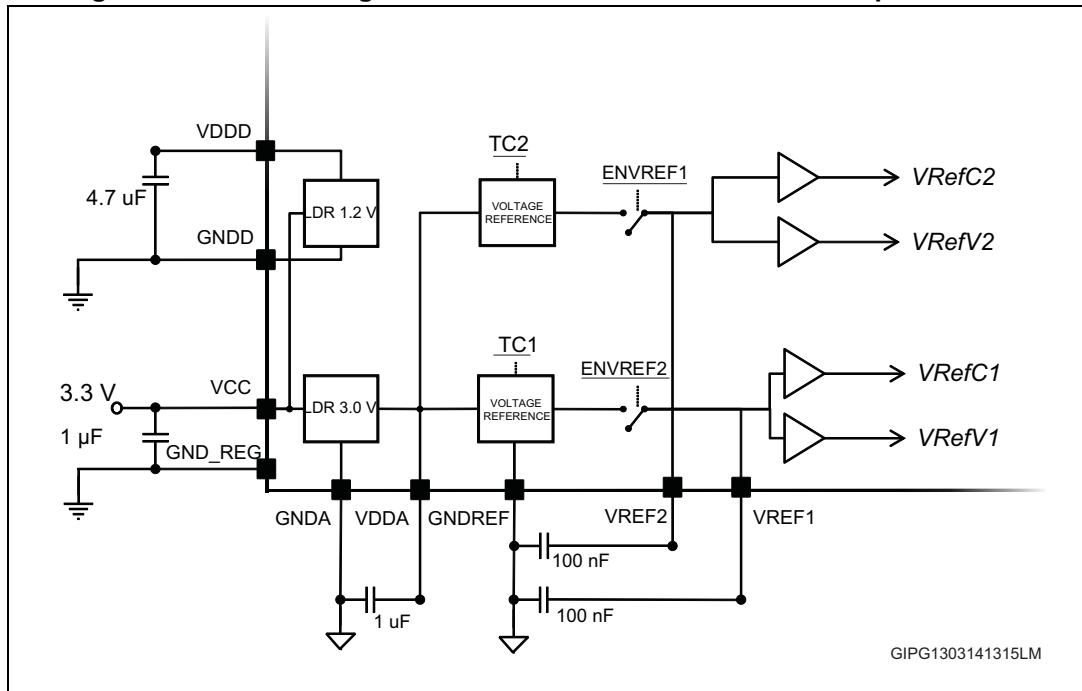 VDDD
4.7 uF
GNDD
LDR 1.2 V
TC2
VOLTAGE
REFERENCE
ENVREF1
VRefC2
VRefV2
3.3 V
VCC
1 µF
GND_REG
LDR 3.0 V
TC1
VOLTAGE
REFERENCE
ENVREF2
VRefC1
VRefV1
GNDA
VDDA
GNDREF
VREF2
VREF1
100 nF
100 nF
1 uF
GIPG1303141315LM